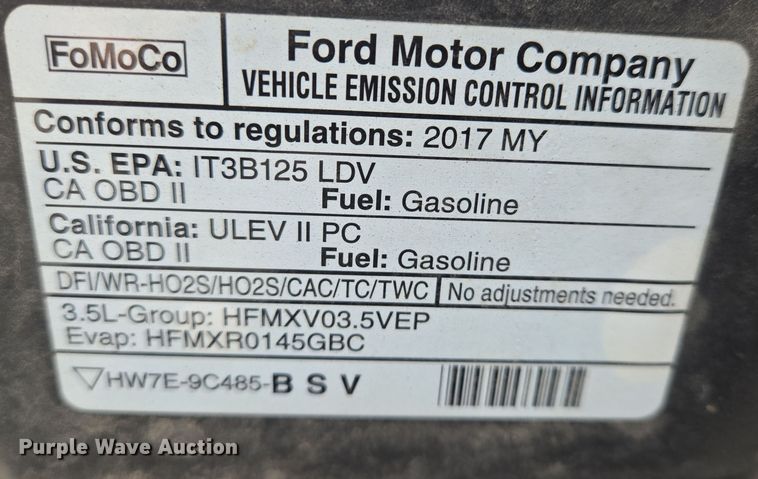 FoMoCo
Ford Motor Company
VEHICLE EMISSION CONTROL INFORMATION
Conforms to regulations: 2017 MY
U.S. EPA: IT3B125 LDV
CA OBD II Fuel: Gasoline
California: ULEV II PC
CA OBD II Fuel: Gasoline
DFI/WR-HO2S/HO2S/CAC/TC/TWC No adjustments needed.
3.5L-Group: HFMXV03.5VEP
Evap: HFMXR0145GBC
HW7E-9C485-B S V
Purple Wave Auction